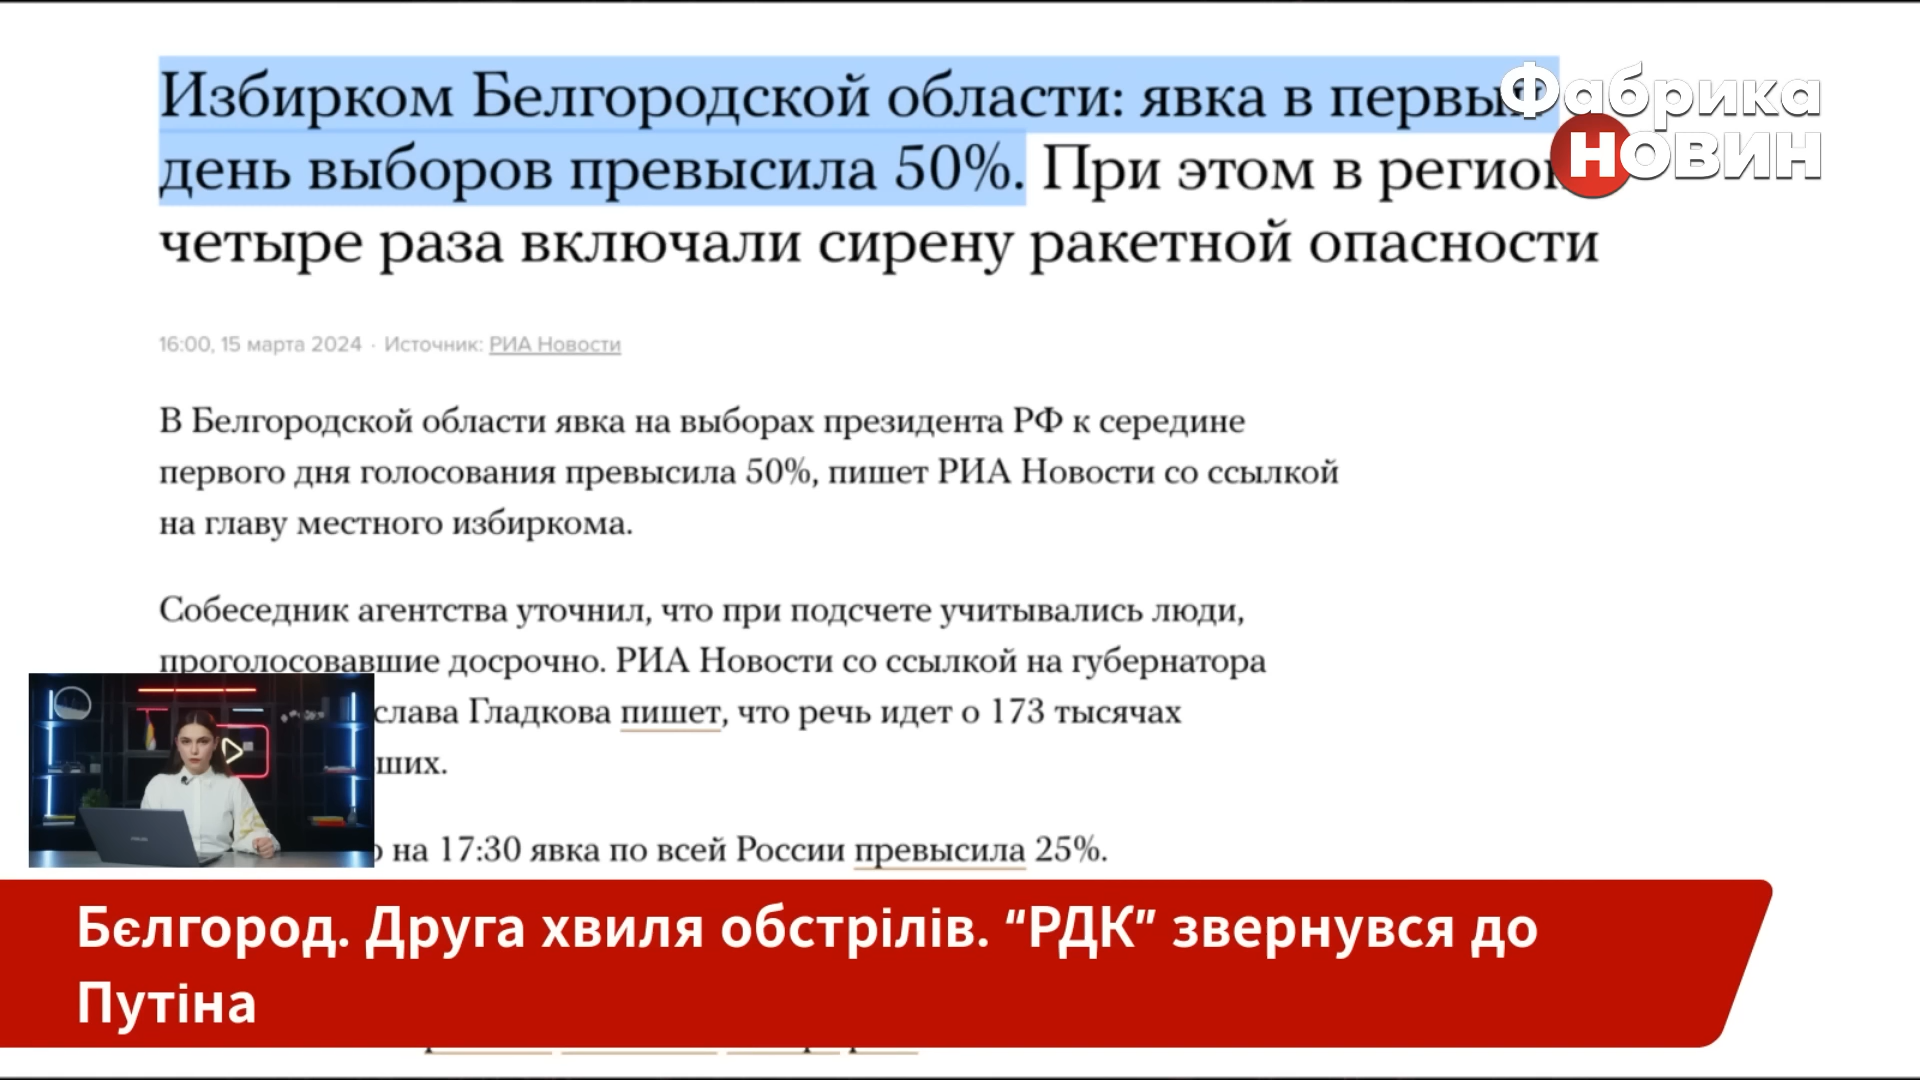 Избирком Белгородской области: явка в первый
день выборов превысила 50%. При этом в регион
четыре раза включали сирену ракетной опасности
Фабрика
НОВИН
16:00, 15 марта 2024 · Источник: РИА Новости
В Белгородской области явка на выборах президента РФ к середине
первого дня голосования превысила 50%, пишет РИА Новости со ссылкой
на главу местного избиркома.
Собеседник агентства уточнил, что при подсчете учитывались люди,
проголосовавшие досрочно. РИА Новости со ссылкой на губернатора
слава Гладкова пишет, что речь идет о 173 тысячах
ших.
о на 17:30 явка по всей России превысила 25%.
Бєлгород. Друга хвиля обстрілів. “РДК” звернувся до
Путіна